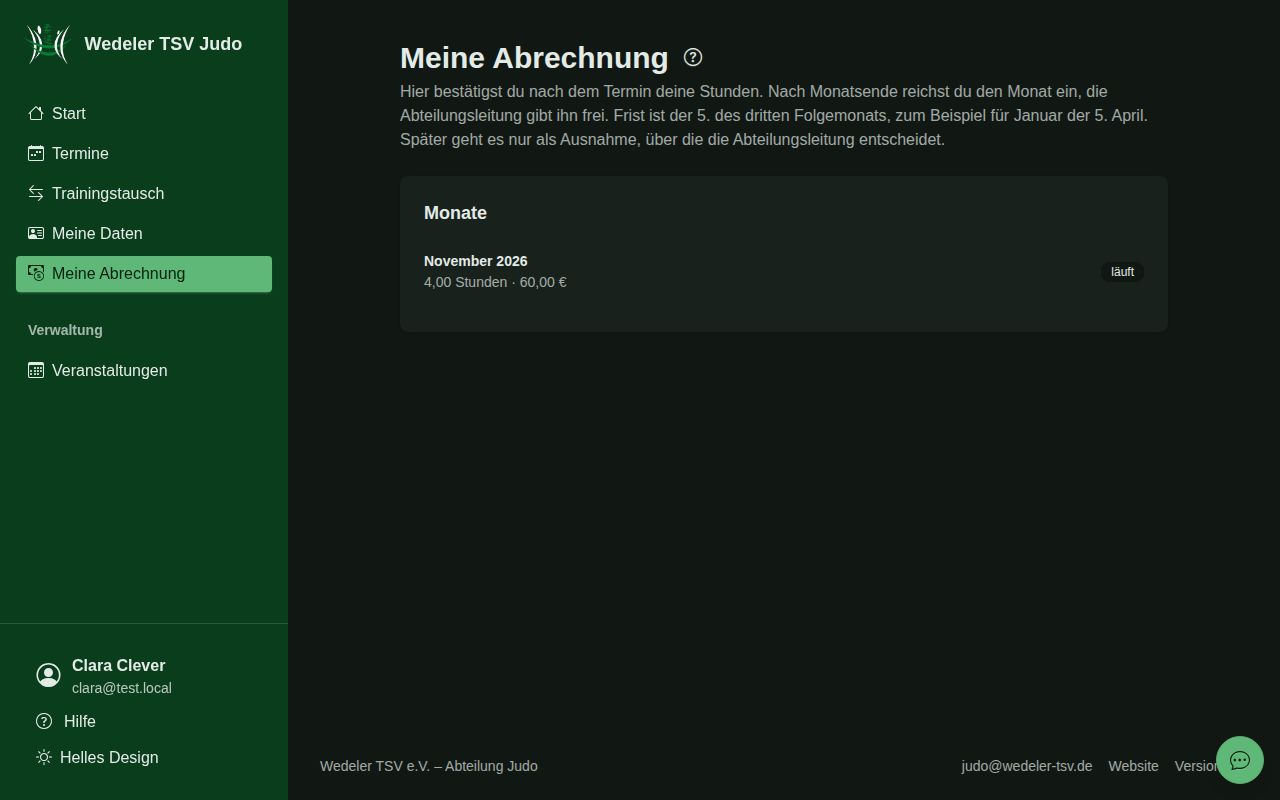 Wedeler TSV Judo
Start
Termine
Trainingstausch
Meine Daten
Meine Abrechnung
Verwaltung
Veranstaltungen
Clara Clever
clara@test.local
Hilfe
Helles Design
Meine Abrechnung
Hier bestätigst du nach dem Termin deine Stunden. Nach Monatsende reichst du den Monat ein, die
Abteilungsleitung gibt ihn frei. Frist ist der 5. des dritten Folgemonats, zum Beispiel für Januar der 5. April.
Später geht es nur als Ausnahme, über die die Abteilungsleitung entscheidet.
Monate
November 2026
4,00 Stunden · 60,00 €
läuft
Wedeler TSV e.V. – Abteilung Judo
judo@wedeler-tsv.de Website